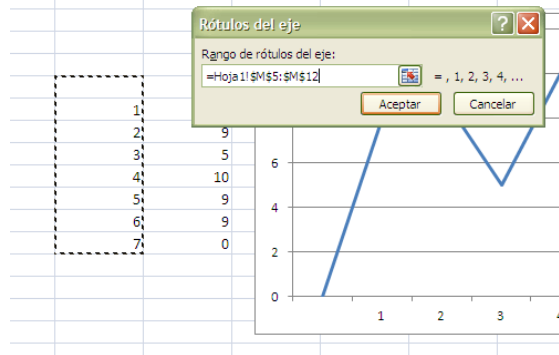 Rótulos del eje
Rango de rótulos del eje:
=Hoja1!$M$5:$M$12 = , 1, 2, 3, 4, ...
Aceptar Cancelar
1
2 9
3 5
4 10
5 9
6 9
7 0
6
4
2
0
1 2 3 4